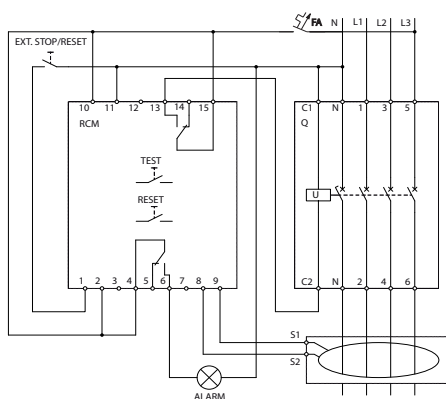 FA N L1 L2 L3
EXT. STOP/RESET
10 11 12 13 14 15
RCM
C1 N 1 3 5
Q
TEST
RESET
U
1 2 3 4 5 6 7 8 9
C2 N 2 4 6
S1
S2
ALARM